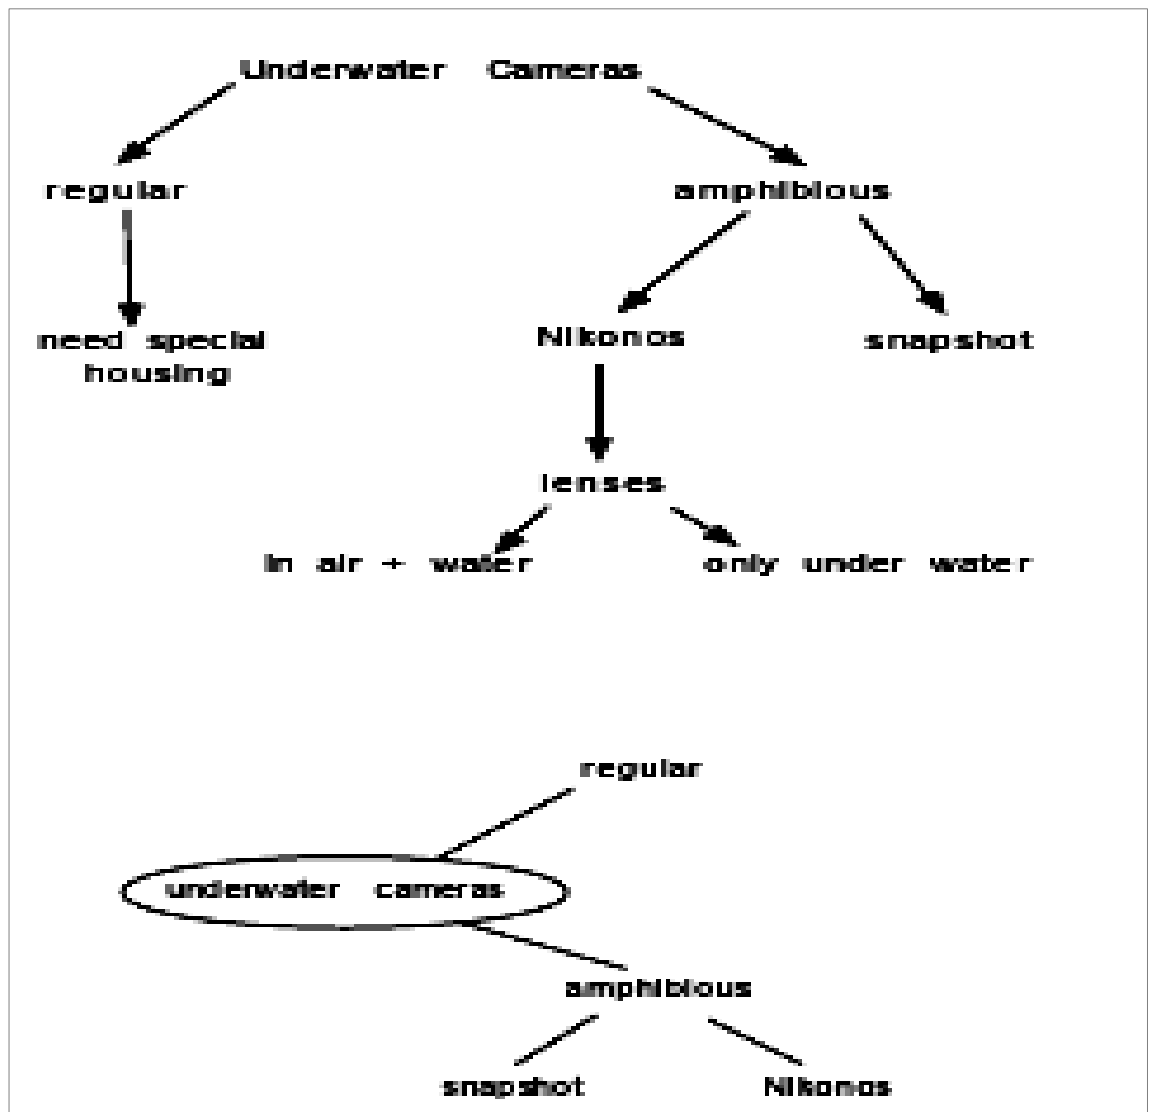 Underwater Cameras
regular amphibious
need special
housing
Nikonos snapshot
lenses
in air + water only under water
regular
underwater cameras
amphibious
snapshot Nikonos